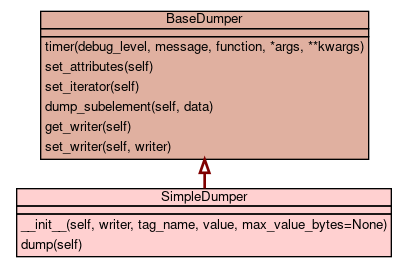 BaseDumper
timer(debug_level, message, function, *args, **kwargs)
set_attributes(self)
set_iterator(self)
dump_subelement(self, data)
get_writer(self)
set_writer(self, writer)
SimpleDumper
__init__(self, writer, tag_name, value, max_value_bytes=None)
dump(self)